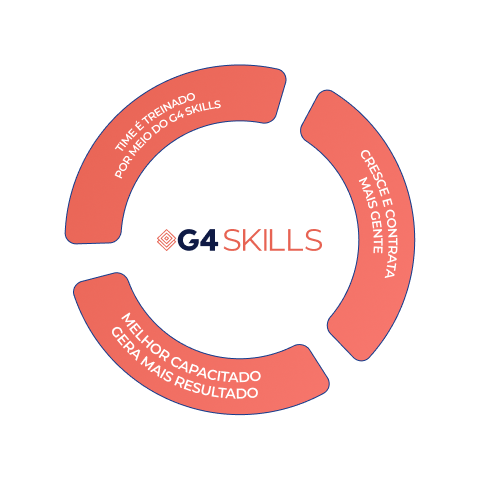 TIME É TREINADO
POR MEIO DO G4 SKILLS
CRESCE E CONTRATA
MAIS GENTE
G4 SKILLS
MELHOR CAPACITADO
GERA MAIS RESULTADO